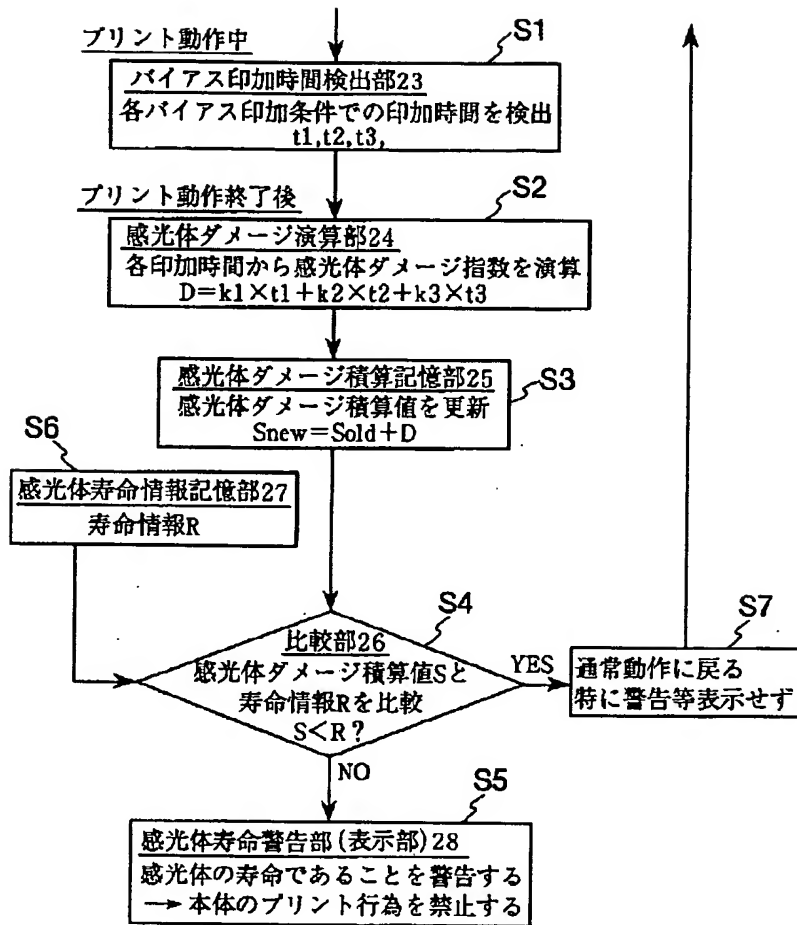 プリント動作中
S1
バイアス印加時間検出部23
各バイアス印加条件での印加時間を検出
t1,t2,t3,
プリント動作終了後
S2
感光体ダメージ演算部24
各印加時間から感光体ダメージ指数を演算
D=k1×t1+k2×t2+k3×t3
感光体ダメージ積算記憶部25
S3
感光体ダメージ積算値を更新
Snew=Sold+D
S6
感光体寿命情報記憶部27
寿命情報R
S4
比較部26
感光体ダメージ積算値Sと
寿命情報Rを比較
S<R?
YES
S7
通常動作に戻る
特に警告等表示せず
NO
S5
感光体寿命警告部(表示部)28
感光体の寿命であることを警告する
→本体のプリント行為を禁止する